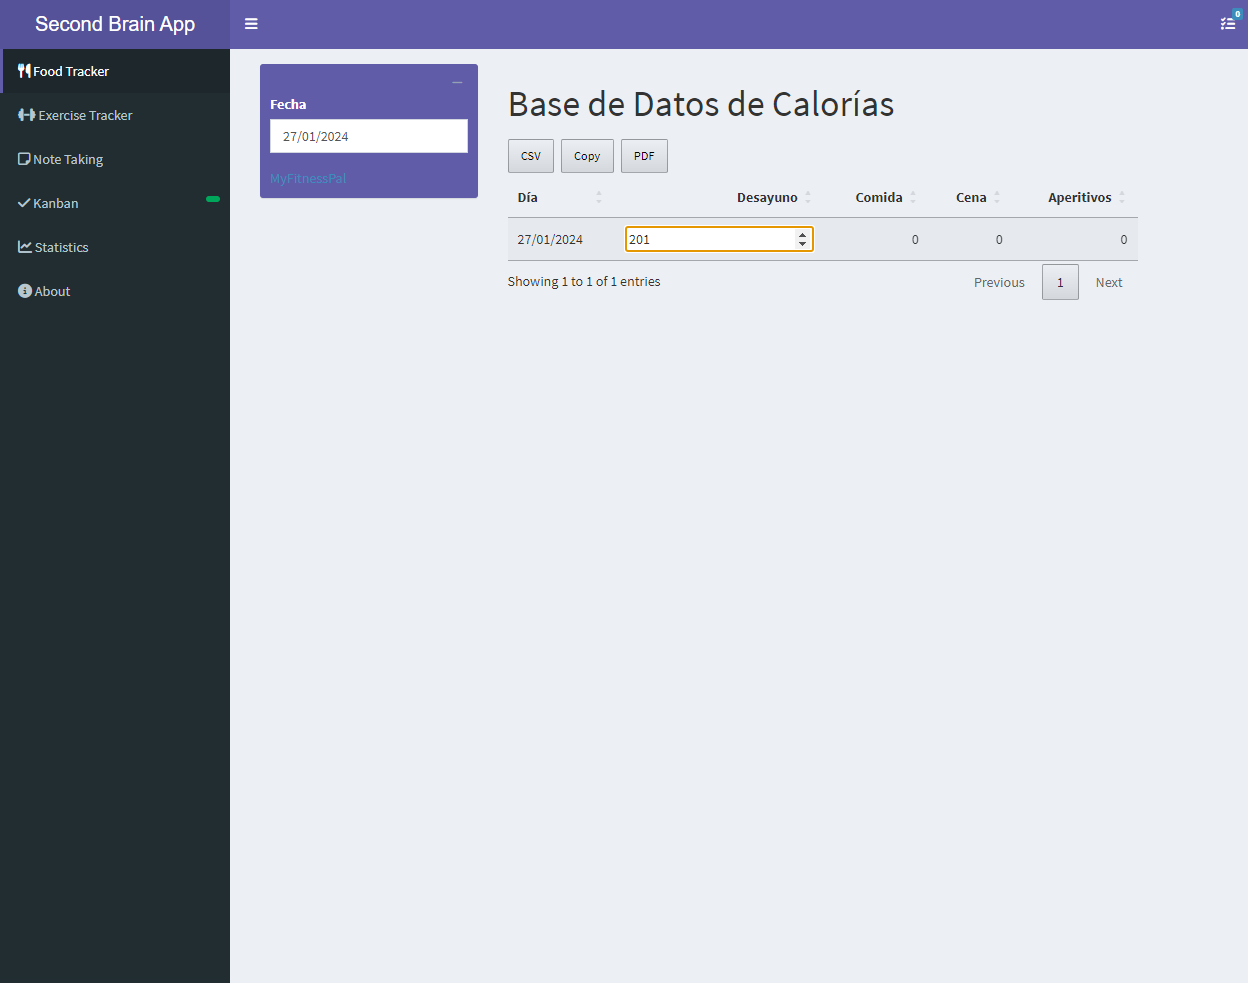 Second Brain App
0
Food Tracker
Exercise Tracker
Note Taking
Kanban
Statistics
About
Fecha
27/01/2024
MyFitnessPal
Base de Datos de Calorías
CSV Copy PDF
Día Desayuno Comida Cena Aperitivos
27/01/2024 201 0 0 0
Showing 1 to 1 of 1 entries Previous 1 Next